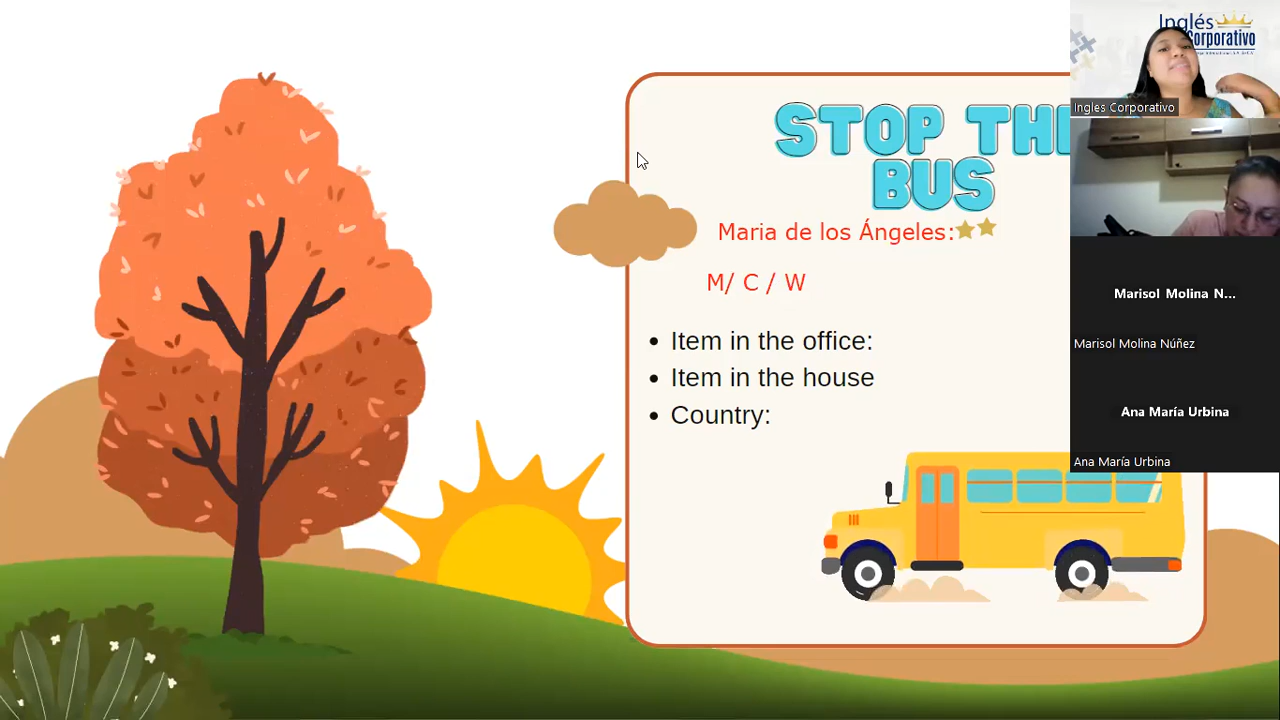 STOP THE
BUS
Maria de los Ángeles:
M/ C / W
• Item in the office:
• Item in the house
• Country:
Inglés
Corporativo
Ingles Corporativo
Marisol Molina N...
Marisol Molina Núñez
Ana María Urbina
Ana María Urbina